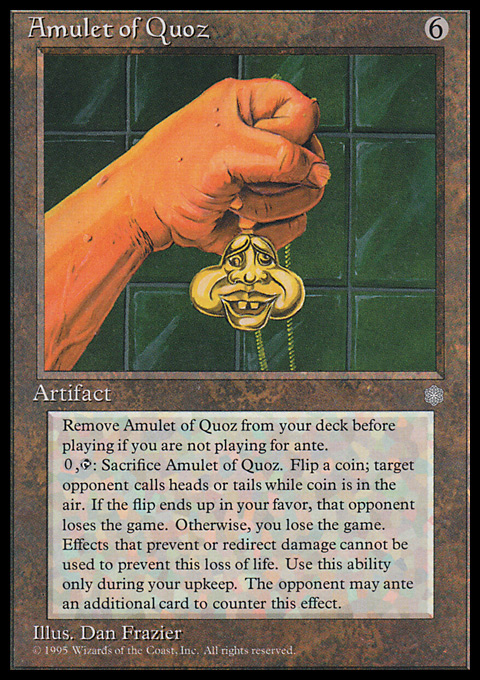 Amulet of Quoz 6
Artifact
Remove Amulet of Quoz from your deck before
playing if you are not playing for ante.
0,: Sacrifice Amulet of Quoz. Flip a coin; target
opponent calls heads or tails while coin is in the
air. If the flip ends up in your favor, that opponent
loses the game. Otherwise, you lose the game.
Effects that prevent or redirect damage cannot be
used to prevent this loss of life. Use this ability
only during your upkeep. The opponent may ante
an additional card to counter this effect.
Illus. Dan Frazier
© 1995 Wizards of the Coast, Inc. All rights reserved.